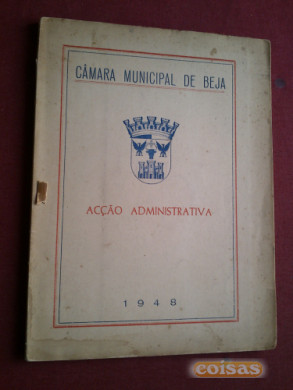 CÂMARA MUNICIPAL DE BEJA
ACÇÃO ADMINISTRATIVA
1948
coisas